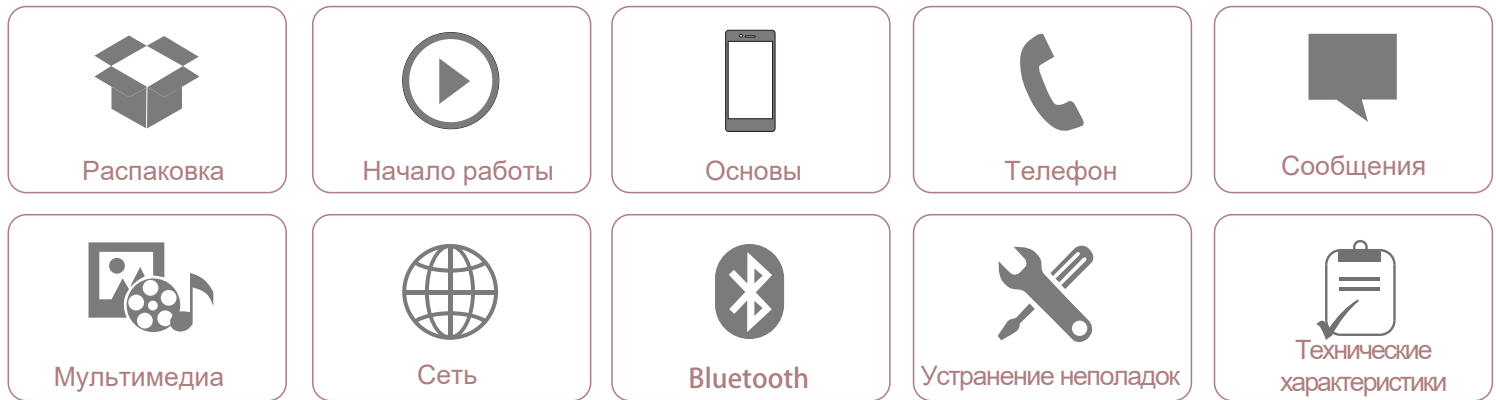 Распаковка
Начало работы
Основы
Телефон
Сообщения
Мультимедиа
Сеть
Bluetooth
Устранение неполадок
Технические
характеристики